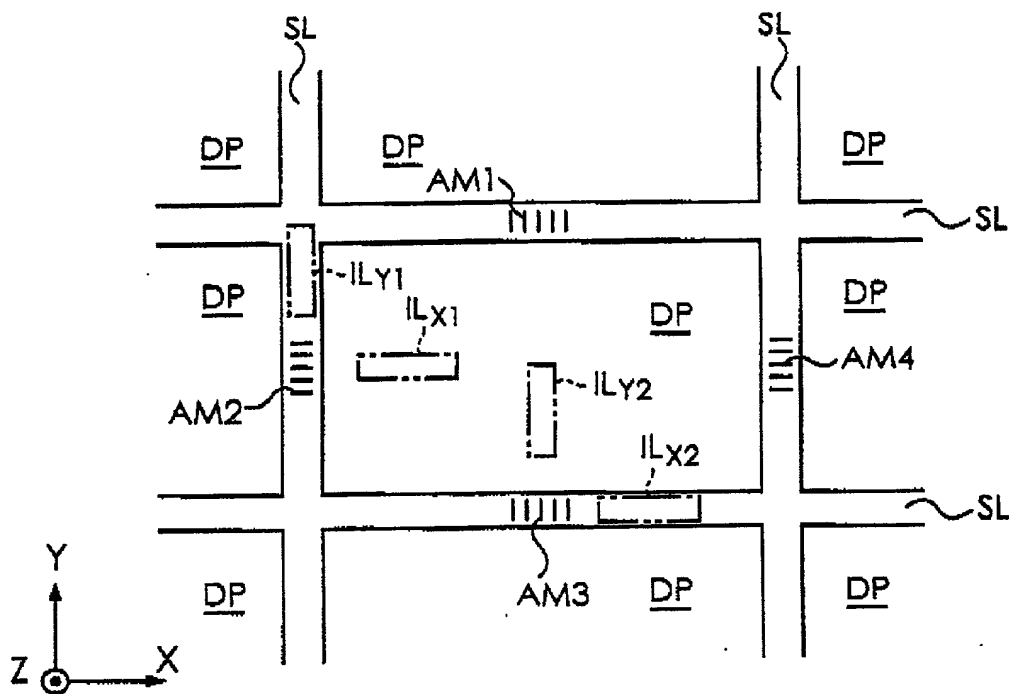 SL SL
DP DP DP
AM1
SL
ILY1
DP DP
ILX1 DP
AM4
ILY2
AM2
ILX2
SL
AM3
Y
DP DP DP
Z X